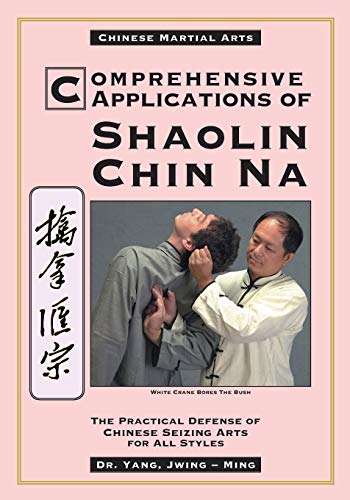 CHINESE MARTIAL ARTS
COMPREHENSIVE
APPLICATIONS OF
SHAOLIN
CHIN NA
擒拿匯宗
WHITE CRANE BORES THE BUSH
THE PRACTICAL DEFENSE OF
CHINESE SEIZING ARTS
FOR ALL STYLES
DR. YANG, JWING – MING